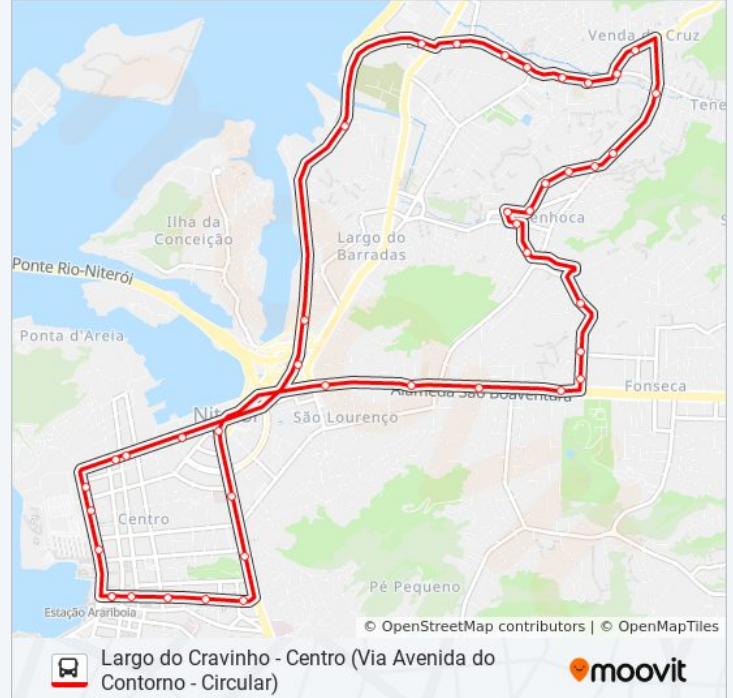 Venda da Cruz
Tene
Ilha da
Conceição
Largo do
Barradas
enhoca
Ponte Rio-Niterói
Ponta d'Areia
Fonseca
Alameda São Boaventura
Nite
São Lourenço
Centro
Pé Pequeno
Estação Arariboia
© OpenStreetMap contributors | © OpenMapTiles
Largo do Cravinho - Centro (Via Avenida do
Contorno - Circular)
moovit